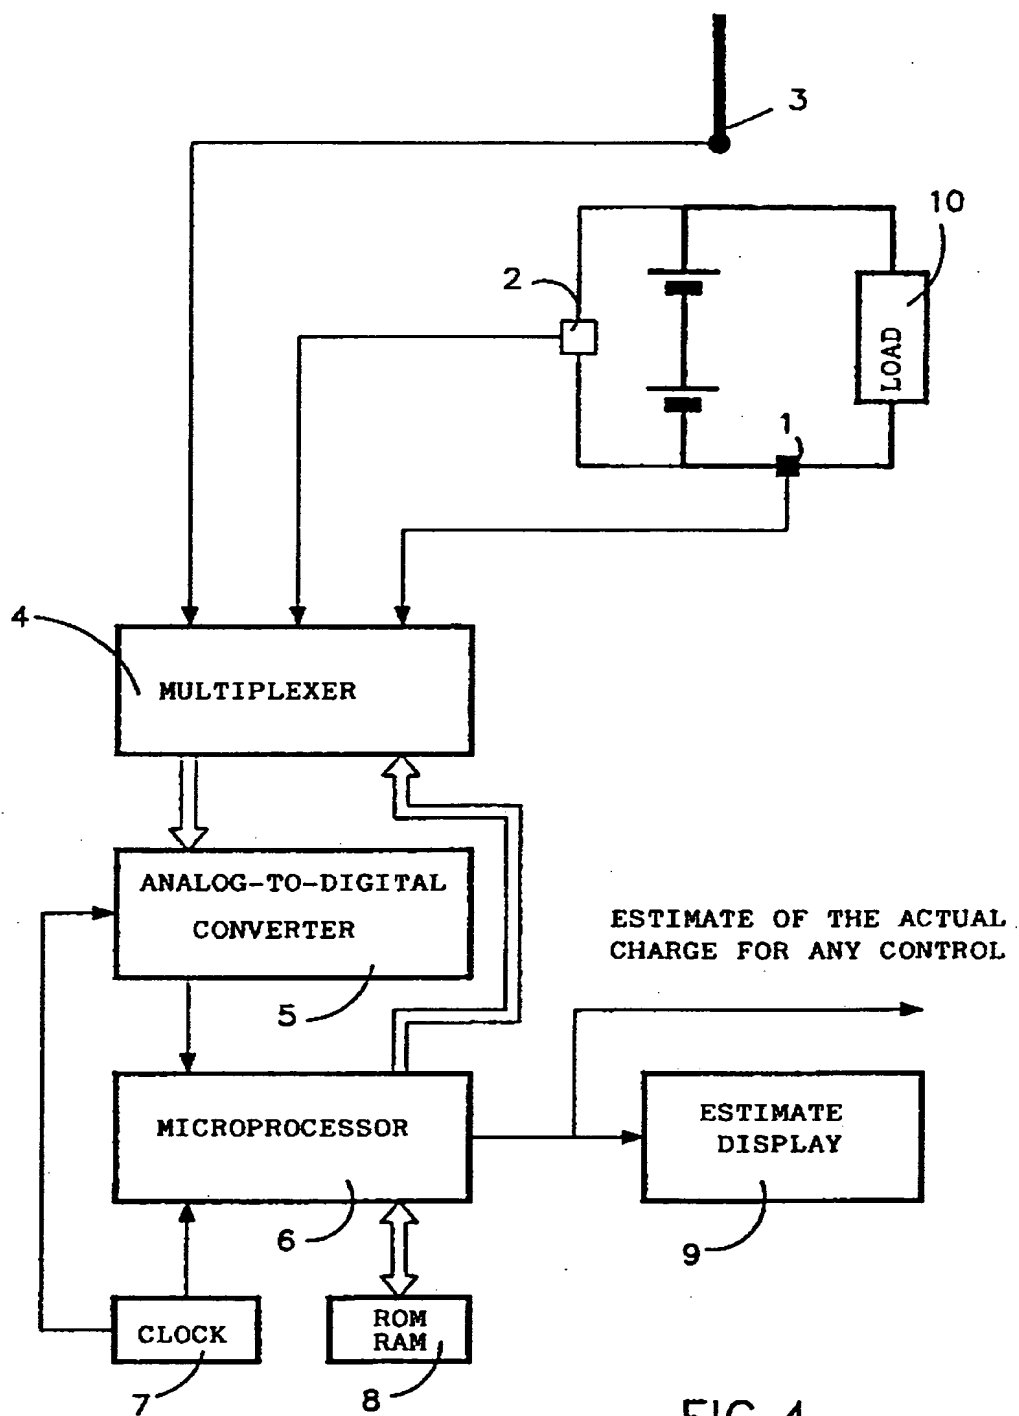 3
10
2
LOAD
1
4
MULTIPLEXER
ANALOG-TO-DIGITAL
CONVERTER
5
ESTIMATE OF THE ACTUAL
CHARGE FOR ANY CONTROL
MICROPROCESSOR
6
ESTIMATE
DISPLAY
9
CLOCK
7
ROM
RAM
8